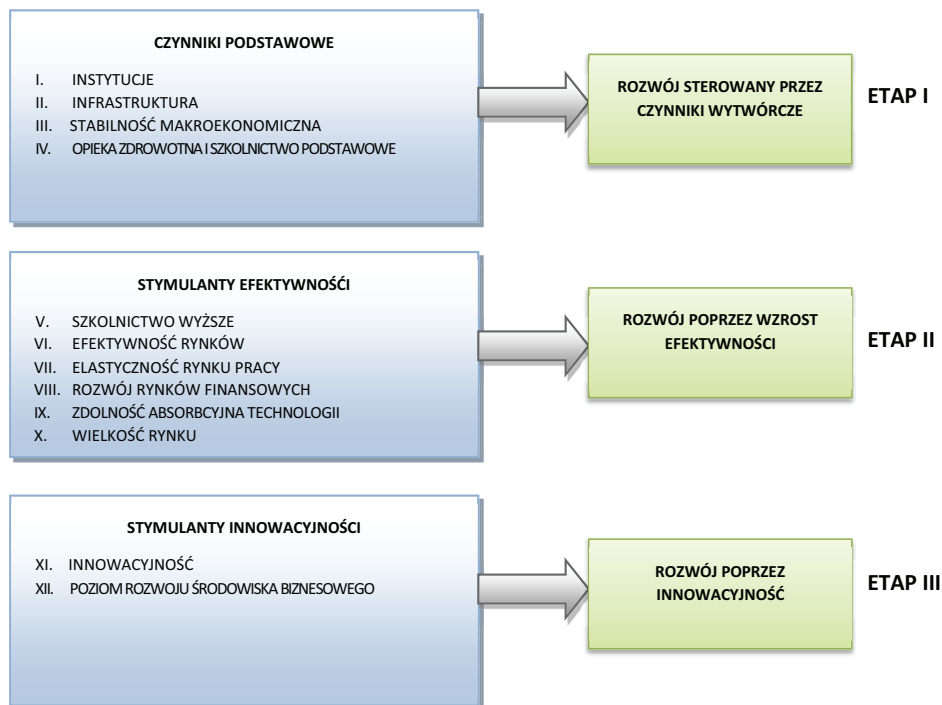 CZYNNIKI PODSTAWOWE
I. INSTYTUCJE
II. INFRASTRUKTURA
III. STABILNOŚĆ MAKROEKONOMICZNA
IV. OPIEKA ZDROWOTNA I SZKOLNICTWO PODSTAWOWE
ROZWÓJ STEROWANY PRZEZ
CZYNNIKI WYTWÓRCZE
ETAP I
STYMULANTY EFEKTYWNOŚĆI
V. SZKOLNICTWO WYŻSZE
VI. EFEKTYWNOŚĆ RYNKÓW
VII. ELASTYCZNOŚĆ RYNKU PRACY
VIII. ROZWÓJ RYNKÓW FINANSOWYCH
IX. ZDOLNOŚĆ ABSORBCYJNA TECHNOLOGII
X. WIELKOŚĆ RYNKU
ROZWÓJ POPRZEZ WZROST
EFEKTYWNOŚCI
ETAP II
STYMULANTY INNOWACYJNOŚCI
XI. INNOWACYJNOŚĆ
XII. POZIOM ROZWOJU ŚRODOWISKA BIZNESOWEGO
ROZWÓJ POPRZEZ
INNOWACYJNOŚĆ
ETAP III